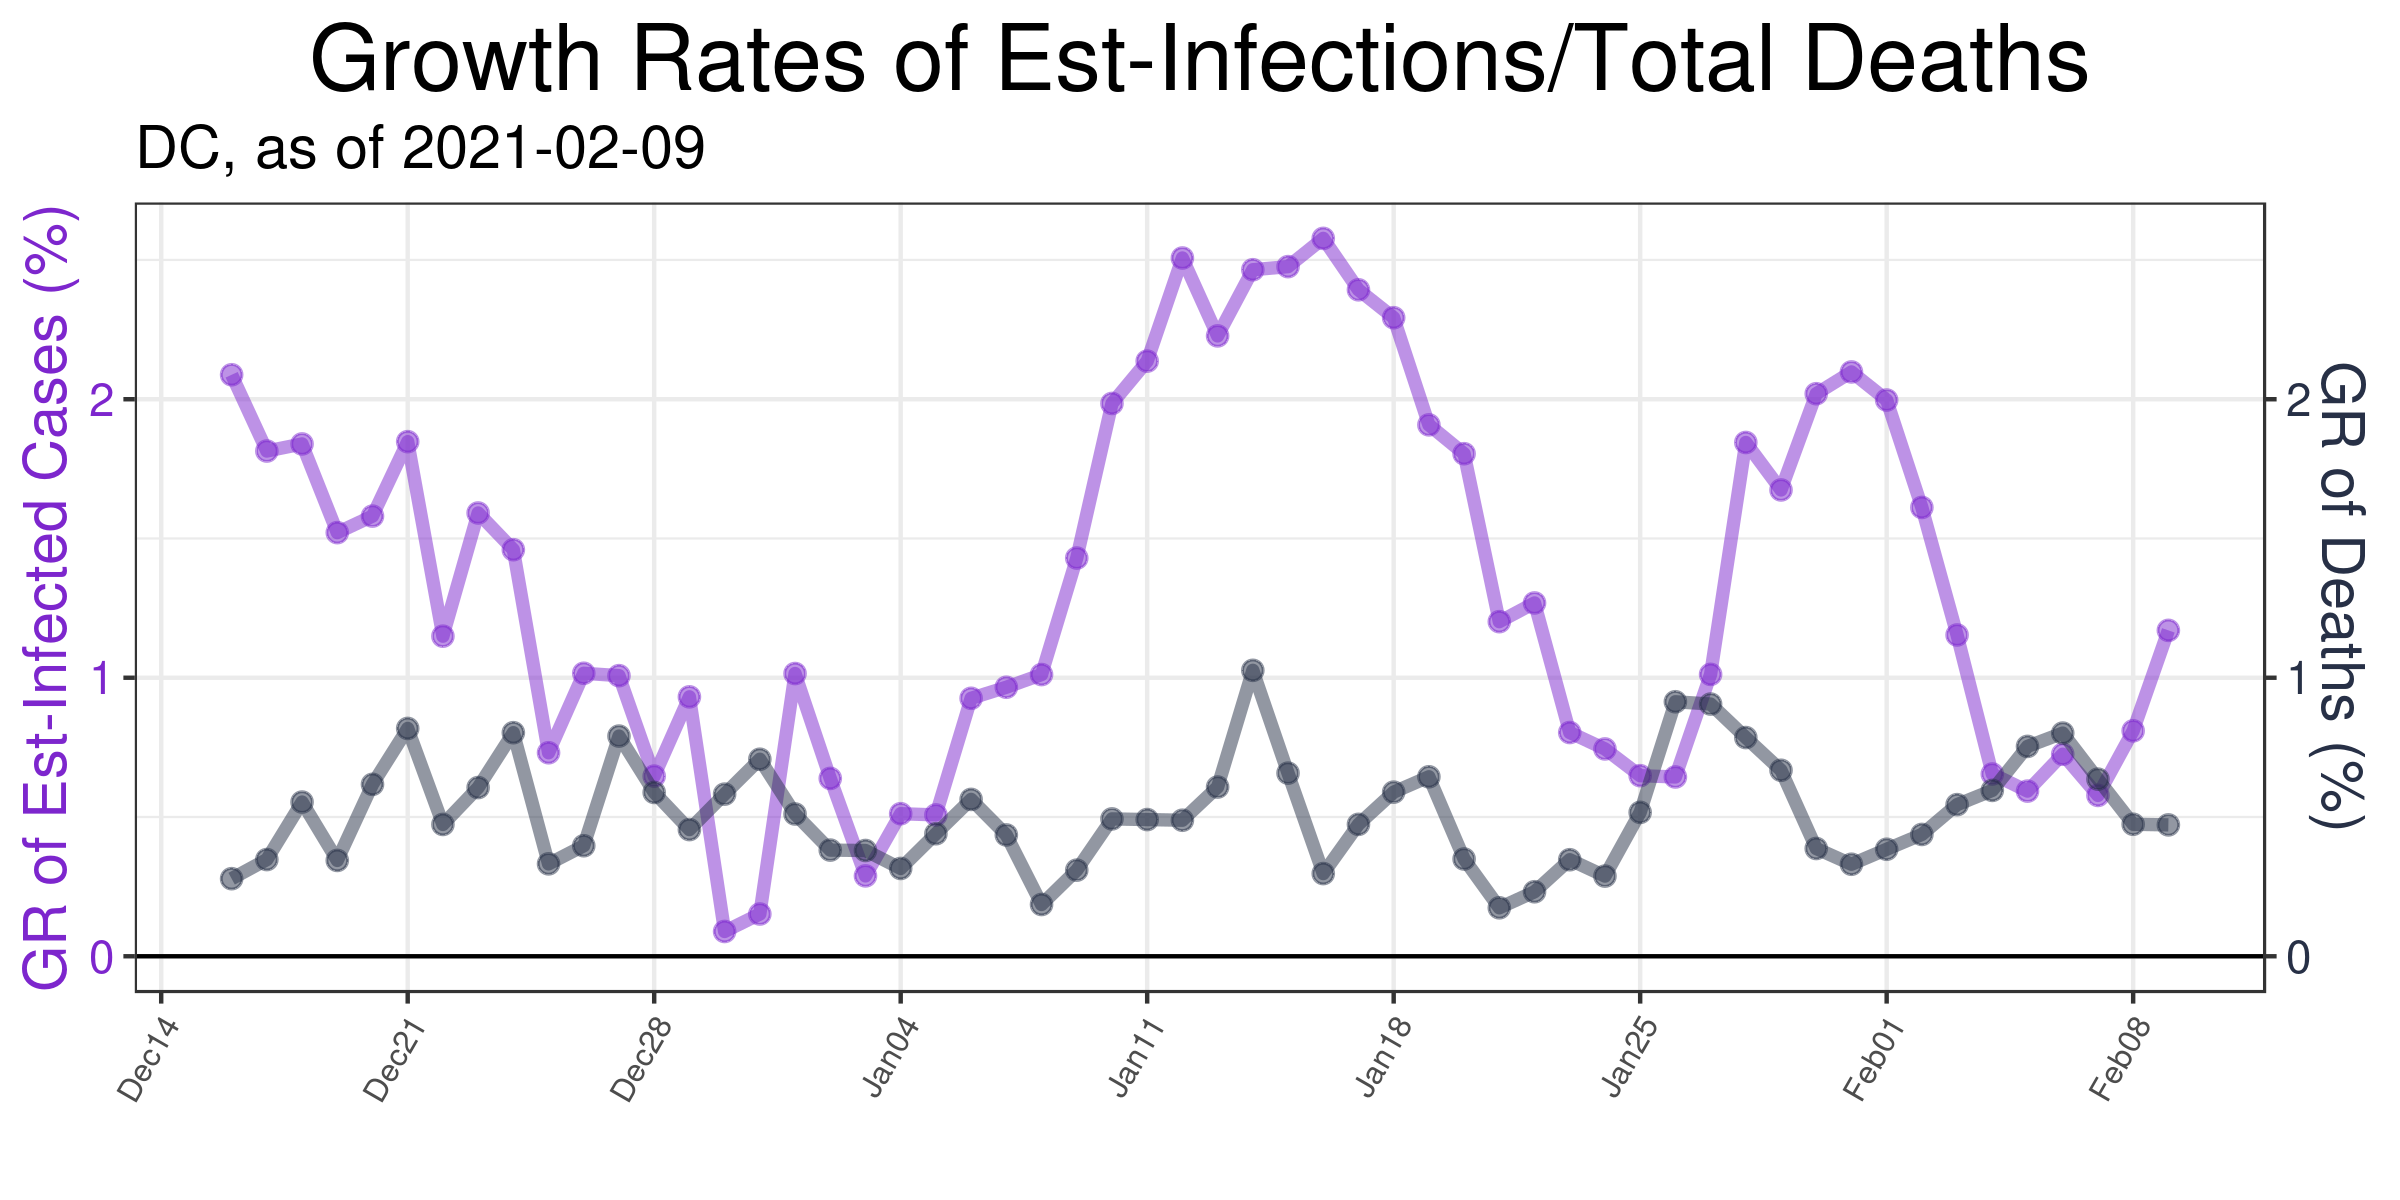 Growth Rates of Est-Infections/Total Deaths
DC, as of 2021-02-09
GR of Est-Infected Cases (%)
2
1
0
GR of Deaths (%)
2
1
0
Dec14
Dec21
Dec28
Jan04
Jan11
Jan18
Jan25
Feb01
Feb08